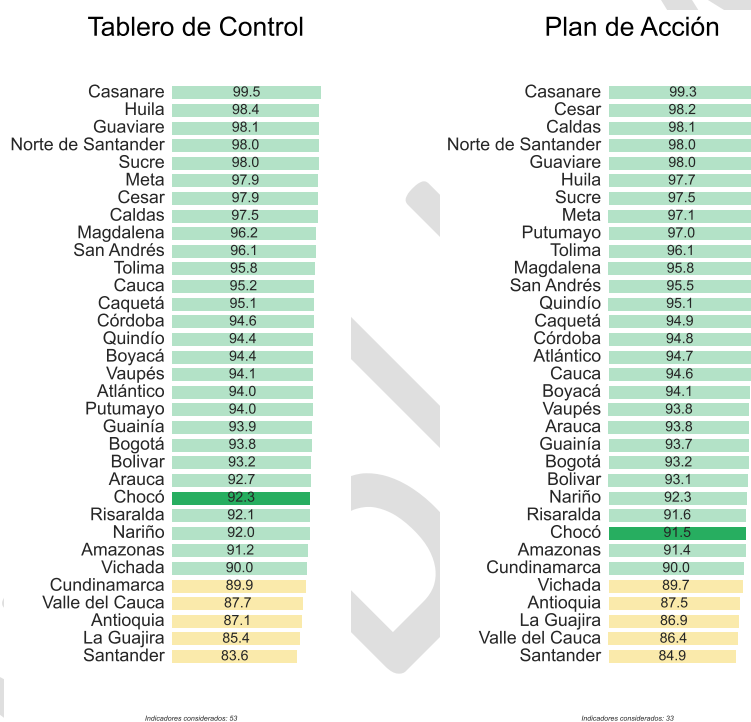 Tablero de Control
Casanare 99.5
Huila 98.4
Guaviare 98.1
Norte de Santander 98.0
Sucre 98.0
Meta 97.9
Cesar 97.9
Caldas 97.5
Magdalena 96.2
San Andrés 96.1
Tolima 95.8
Cauca 95.2
Caquetá 95.1
Córdoba 94.6
Quindío 94.4
Boyacá 94.4
Vaupés 94.1
Atlántico 94.0
Putumayo 94.0
Guainía 93.9
Bogotá 93.8
Bolivar 93.2
Arauca 92.7
Chocó 92.3
Risaralda 92.1
Nariño 92.0
Amazonas 91.2
Vichada 90.0
Cundinamarca 89.9
Valle del Cauca 87.7
Antioquia 87.1
La Guajira 85.4
Santander 83.6
Indicadores considerados: 53
Plan de Acción
Casanare 99.3
Cesar 98.2
Caldas 98.1
Norte de Santander 98.0
Guaviare 98.0
Huila 97.7
Sucre 97.5
Meta 97.1
Putumayo 97.0
Tolima 96.1
Magdalena 95.8
San Andrés 95.5
Quindío 95.1
Caquetá 94.9
Córdoba 94.8
Atlántico 94.7
Cauca 94.6
Boyacá 94.1
Vaupés 93.8
Arauca 93.8
Guainía 93.7
Bogotá 93.2
Bolivar 93.1
Nariño 92.3
Risaralda 91.6
Chocó 91.5
Amazonas 91.4
Cundinamarca 90.0
Vichada 89.7
Antioquia 87.5
La Guajira 86.9
Valle del Cauca 86.4
Santander 84.9
Indicadores considerados: 33